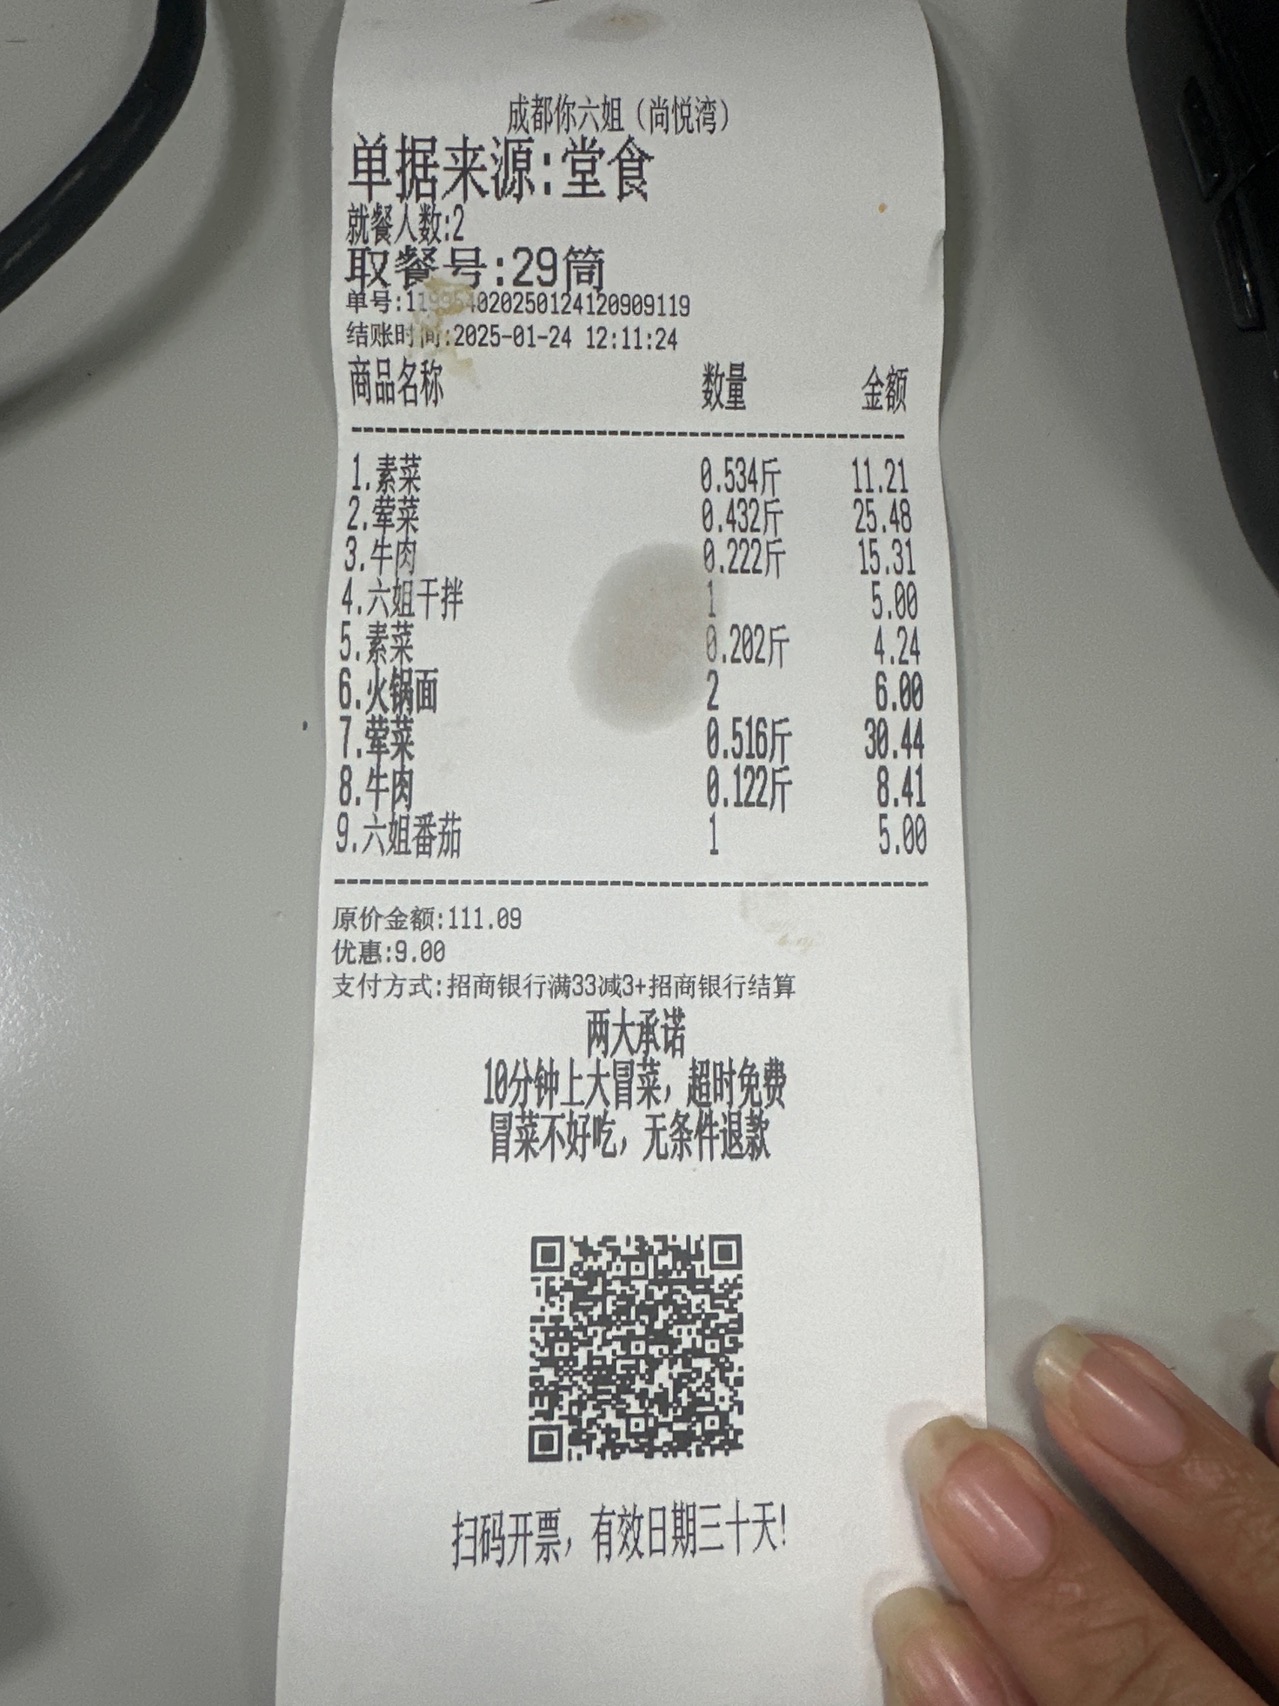 成都你六姐（尚悦湾）
单据来源:堂食
就餐人数:2
取餐号:29筒
单号:119954020250124120909119
结账时间:2025-01-24 12:11:24
商品名称 数量 金额
1.素菜 0.534斤 11.21
2.荤菜 0.432斤 25.48
3.牛肉 0.222斤 15.31
4.六姐干拌 1 5.00
5.素菜 0.202斤 4.24
6.火锅面 2 6.00
7.荤菜 0.516斤 30.44
8.牛肉 0.122斤 8.41
9.六姐番茄 1 5.00
原价金额:111.09
优惠:9.00
支付方式:招商银行满33减3+招商银行结算
两大承诺
10分钟上大冒菜，超时免费
冒菜不好吃，无条件退款
扫码开票，有效日期三十天!